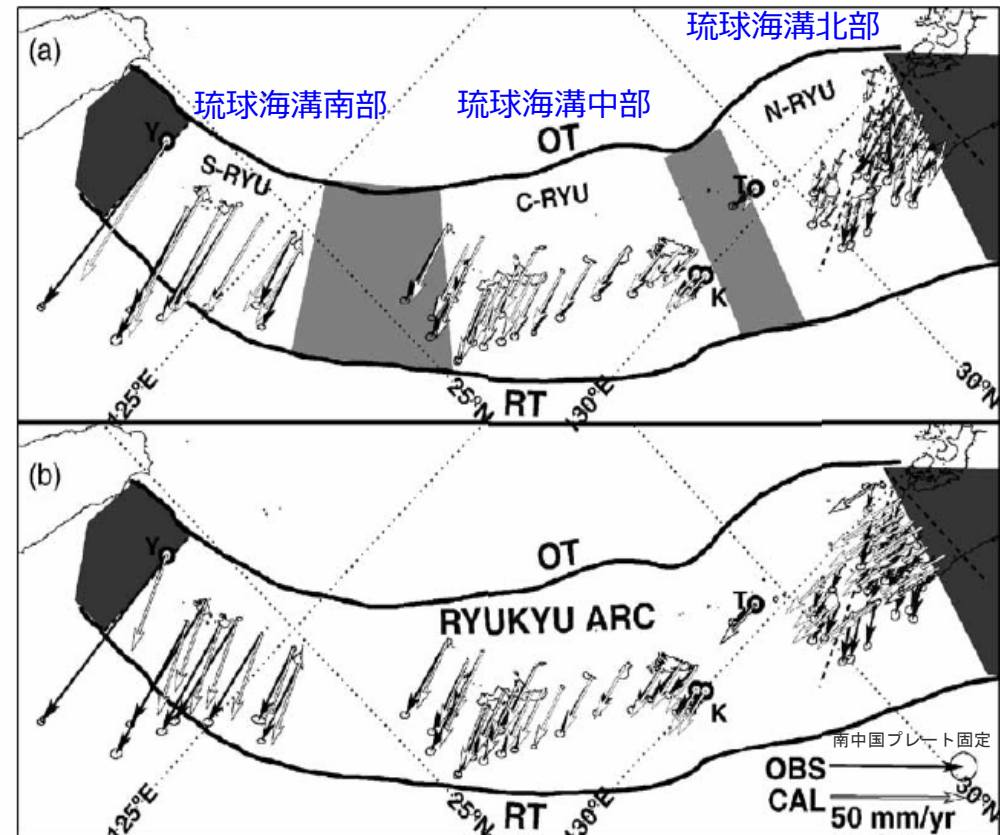 琉球海溝北部
(a)
琉球海溝南部
琉球海溝中部
OT
N-RYU
Y
S-RYU
C-RYU
T
K
125°E
25°N
130°E
30°N
RT
(b)
OT
Y
RYUKYU ARC
T
K
南中国プレート固定
OBS
CAL
50 mm/yr
125°E
25°N
130°E
30°N
RT